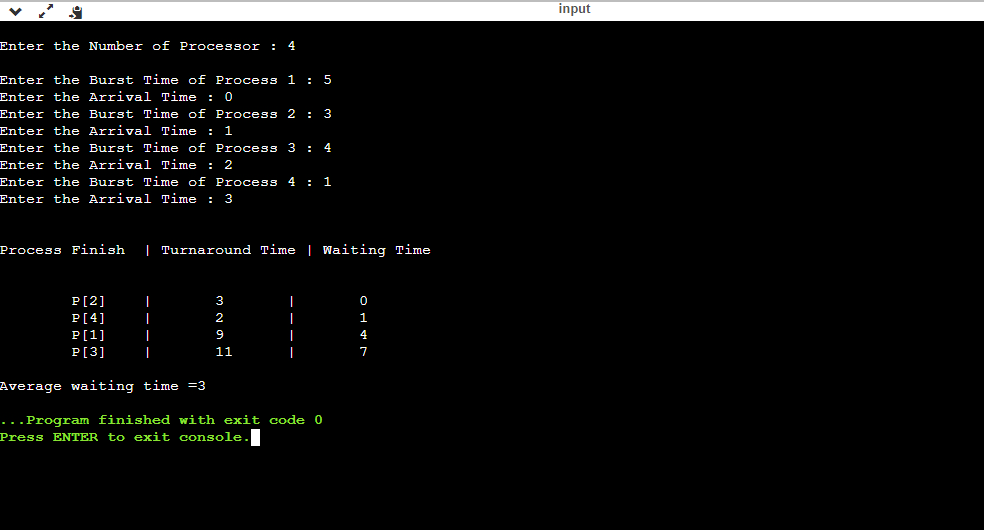 input
Enter the Number of Processor : 4
Enter the Burst Time of Process 1 : 5
Enter the Arrival Time : 0
Enter the Burst Time of Process 2 : 3
Enter the Arrival Time : 1
Enter the Burst Time of Process 3 : 4
Enter the Arrival Time : 2
Enter the Burst Time of Process 4 : 1
Enter the Arrival Time : 3
Process Finish | Turnaround Time | Waiting Time
P[2] | 3 | 0
P[4] | 2 | 1
P[1] | 9 | 4
P[3] | 11 | 7
Average waiting time =3
...Program finished with exit code 0
Press ENTER to exit console.